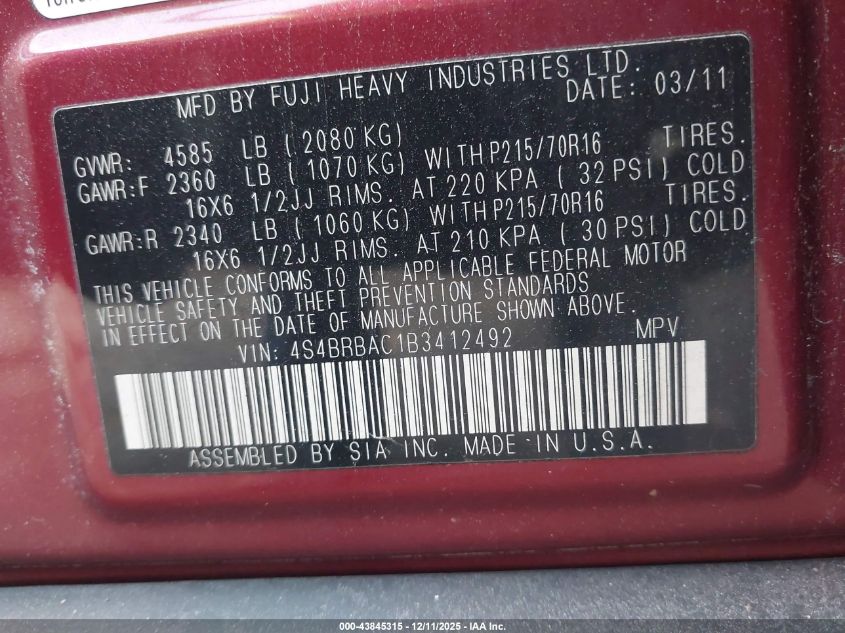 MFD BY FUJI HEAVY INDUSTRIES LTD.
DATE: 03/11
GVWR: 4585 LB (2080 KG)
GAWR:F 2360 LB (1070 KG) WITH P215/70R16 TIRES.
16X6 1/2JJ RIMS. AT 220 KPA (32 PSI) COLD
GAWR:R 2340 LB (1060 KG) WITH P215/70R16 TIRES.
16X6 1/2JJ RIMS. AT 210 KPA (30 PSI) COLD
THIS VEHICLE CONFORMS TO ALL APPLICABLE FEDERAL MOTOR
VEHICLE SAFETY AND THEFT PREVENTION STANDARDS
IN EFFECT ON THE DATE OF MANUFACTURE SHOWN ABOVE.
VIN: 4S4BRBAC1B3412492 MPV
ASSEMBLED BY SIA INC. MADE IN U.S.A.
000-43845315 - 12/11/2025 - IAA Inc.